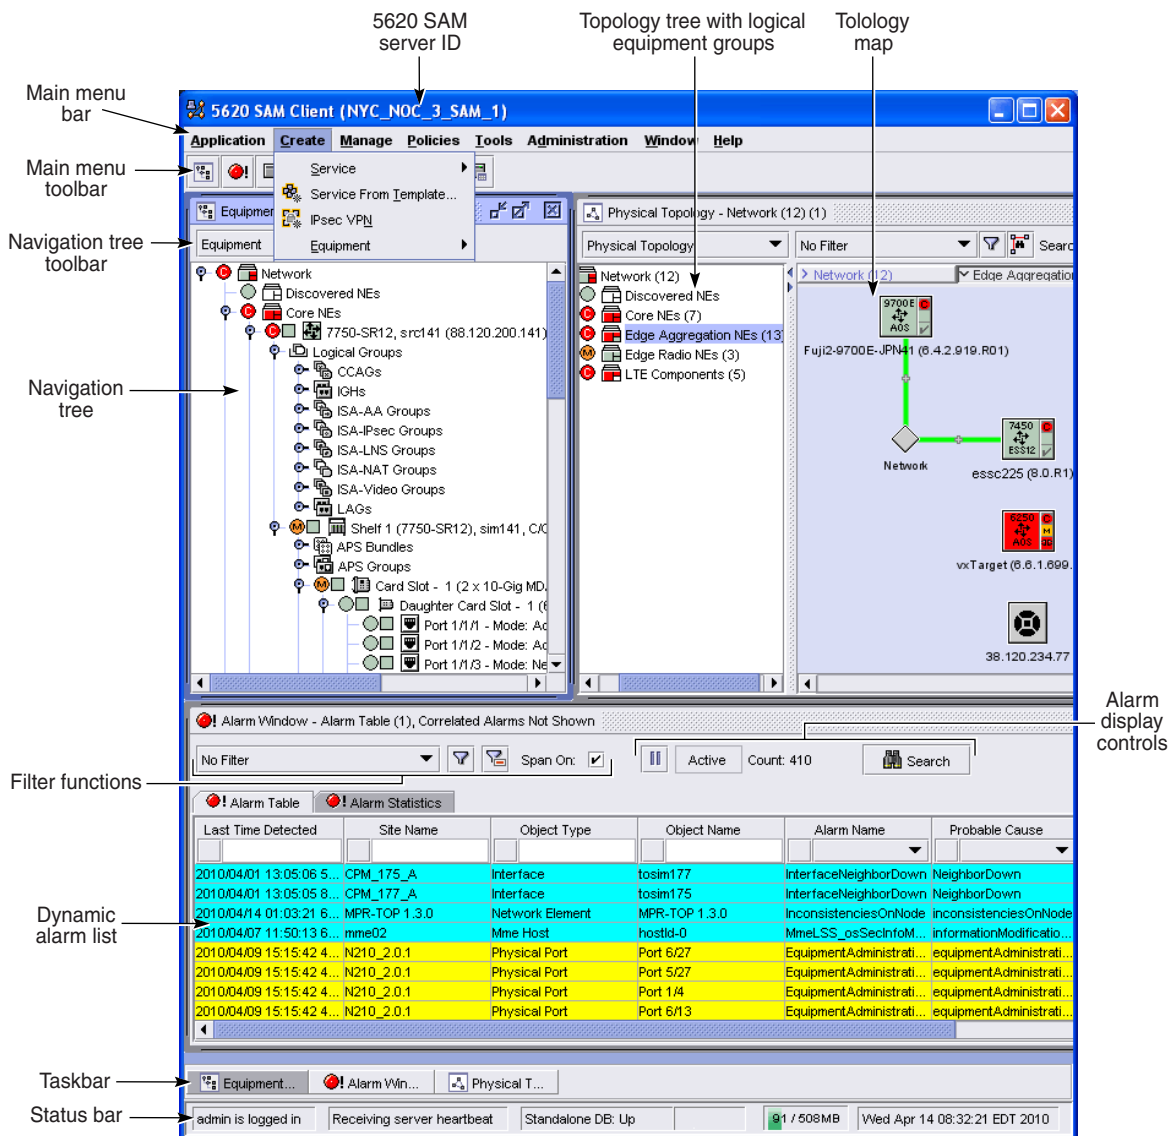 5620 SAM
server ID
Topology tree with logical
equipment groups
Tolology
map
Main menu
bar
Main menu
toolbar
Navigation tree
toolbar
Navigation
tree
Alarm
display
controls
Filter functions
Dynamic
alarm list
Taskbar
Status bar
5620 SAM Client (NYC_NOC_3_SAM_1)
Application Create Manage Policies Tools Administration Window Help
Service
Service From Template...
IPsec VPN
Equipment
Equipmer
Equipment
Network
Discovered NEs
Core NEs
7750-SR12, src141 (88.120.200.141)
Logical Groups
CCAGs
IGHs
ISA-AA Groups
ISA-IPsec Groups
ISA-LNS Groups
ISA-NAT Groups
ISA-Video Groups
LAGs
Shelf 1 (7750-SR12), sim141, C/O
APS Bundles
APS Groups
Card Slot - 1 (2 x 10-Gig MD
Daughter Card Slot - 1 (6
Port 1/1/1 - Mode: Ac
Port 1/1/2 - Mode: Ac
Port 1/1/3 - Mode: Ne
Physical Topology - Network (12) (1)
Physical Topology
No Filter
Searc
Network (12)
Discovered NEs
Core NEs (7)
Edge Aggregation NEs (13)
Edge Radio NEs (3)
LTE Components (5)
Network (12)
Edge Aggregation
9700E C
AOS
Fuji2-9700E-JPN41 (6.4.2.919.R01)
Network
7450 C
ESS12
essc225 (8.0.R1)
6250 C
M
AOS
vxTarget (6.6.1.699.
38.120.234.77
Alarm Window - Alarm Table (1), Correlated Alarms Not Shown
No Filter
Span On:
Active
Count: 410
Search
Alarm Table
Alarm Statistics
Last Time Detected Site Name Object Type Object Name Alarm Name Probable Cause
2010/04/01 13:05:06 5... CPM_175_A Interface tosim177 InterfaceNeighborDown NeighborDown
2010/04/01 13:05:05 8... CPM_177_A Interface tosim175 InterfaceNeighborDown NeighborDown
2010/04/14 01:03:21 6... MPR-TOP 1.3.0 Network Element MPR-TOP 1.3.0 InconsistenciesOnNode inconsistenciesOnNode
2010/04/07 11:50:13 6... mme02 Mme Host hostId-0 MmeLSS_osSecInfoM... informationModificatio...
2010/04/09 15:15:42 4... N210_2.0.1 Physical Port Port 6/27 EquipmentAdministrati... equipmentAdministrati...
2010/04/09 15:15:42 4... N210_2.0.1 Physical Port Port 5/27 EquipmentAdministrati... equipmentAdministrati...
2010/04/09 15:15:42 4... N210_2.0.1 Physical Port Port 1/4 EquipmentAdministrati... equipmentAdministrati...
2010/04/09 15:15:42 4... N210_2.0.1 Physical Port Port 6/13 EquipmentAdministrati... equipmentAdministrati...
Equipment...
Alarm Win...
Physical T...
admin is logged in
Receiving server heartbeat
Standalone DB: Up
91 / 508MB
Wed Apr 14 08:32:21 EDT 2010